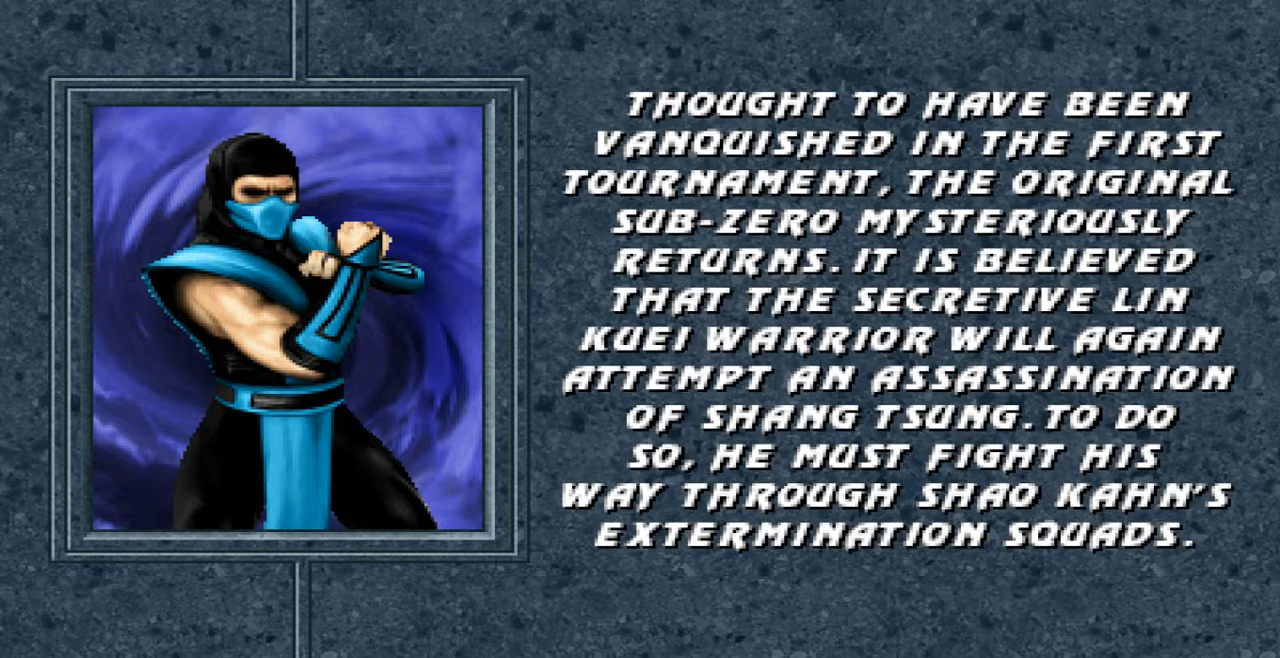 THOUGHT TO HAVE BEEN
VANQUISHED IN THE FIRST
TOURNAMENT, THE ORIGINAL
SUB-ZERO MYSTERIOUSLY
RETURNS. IT IS BELIEVED
THAT THE SECRETIVE LIN
KUEI WARRIOR WILL AGAIN
ATTEMPT AN ASSASSINATION
OF SHANG TSUNG. TO DO
SO, HE MUST FIGHT HIS
WAY THROUGH SHAO KAHN'S
EXTERMINATION SQUADS.